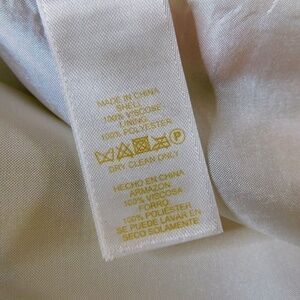 MADE IN CHINA
SHELL
100% VISCOSE
LINING
100% POLYESTER
P
DRY CLEAN ONLY
HECHO EN CHINA
ARMAZON
100% VISCOSA
FORRO
100% POLIÉSTER
SE PUEDE LAVAR EN
SECO SOLAMENTE